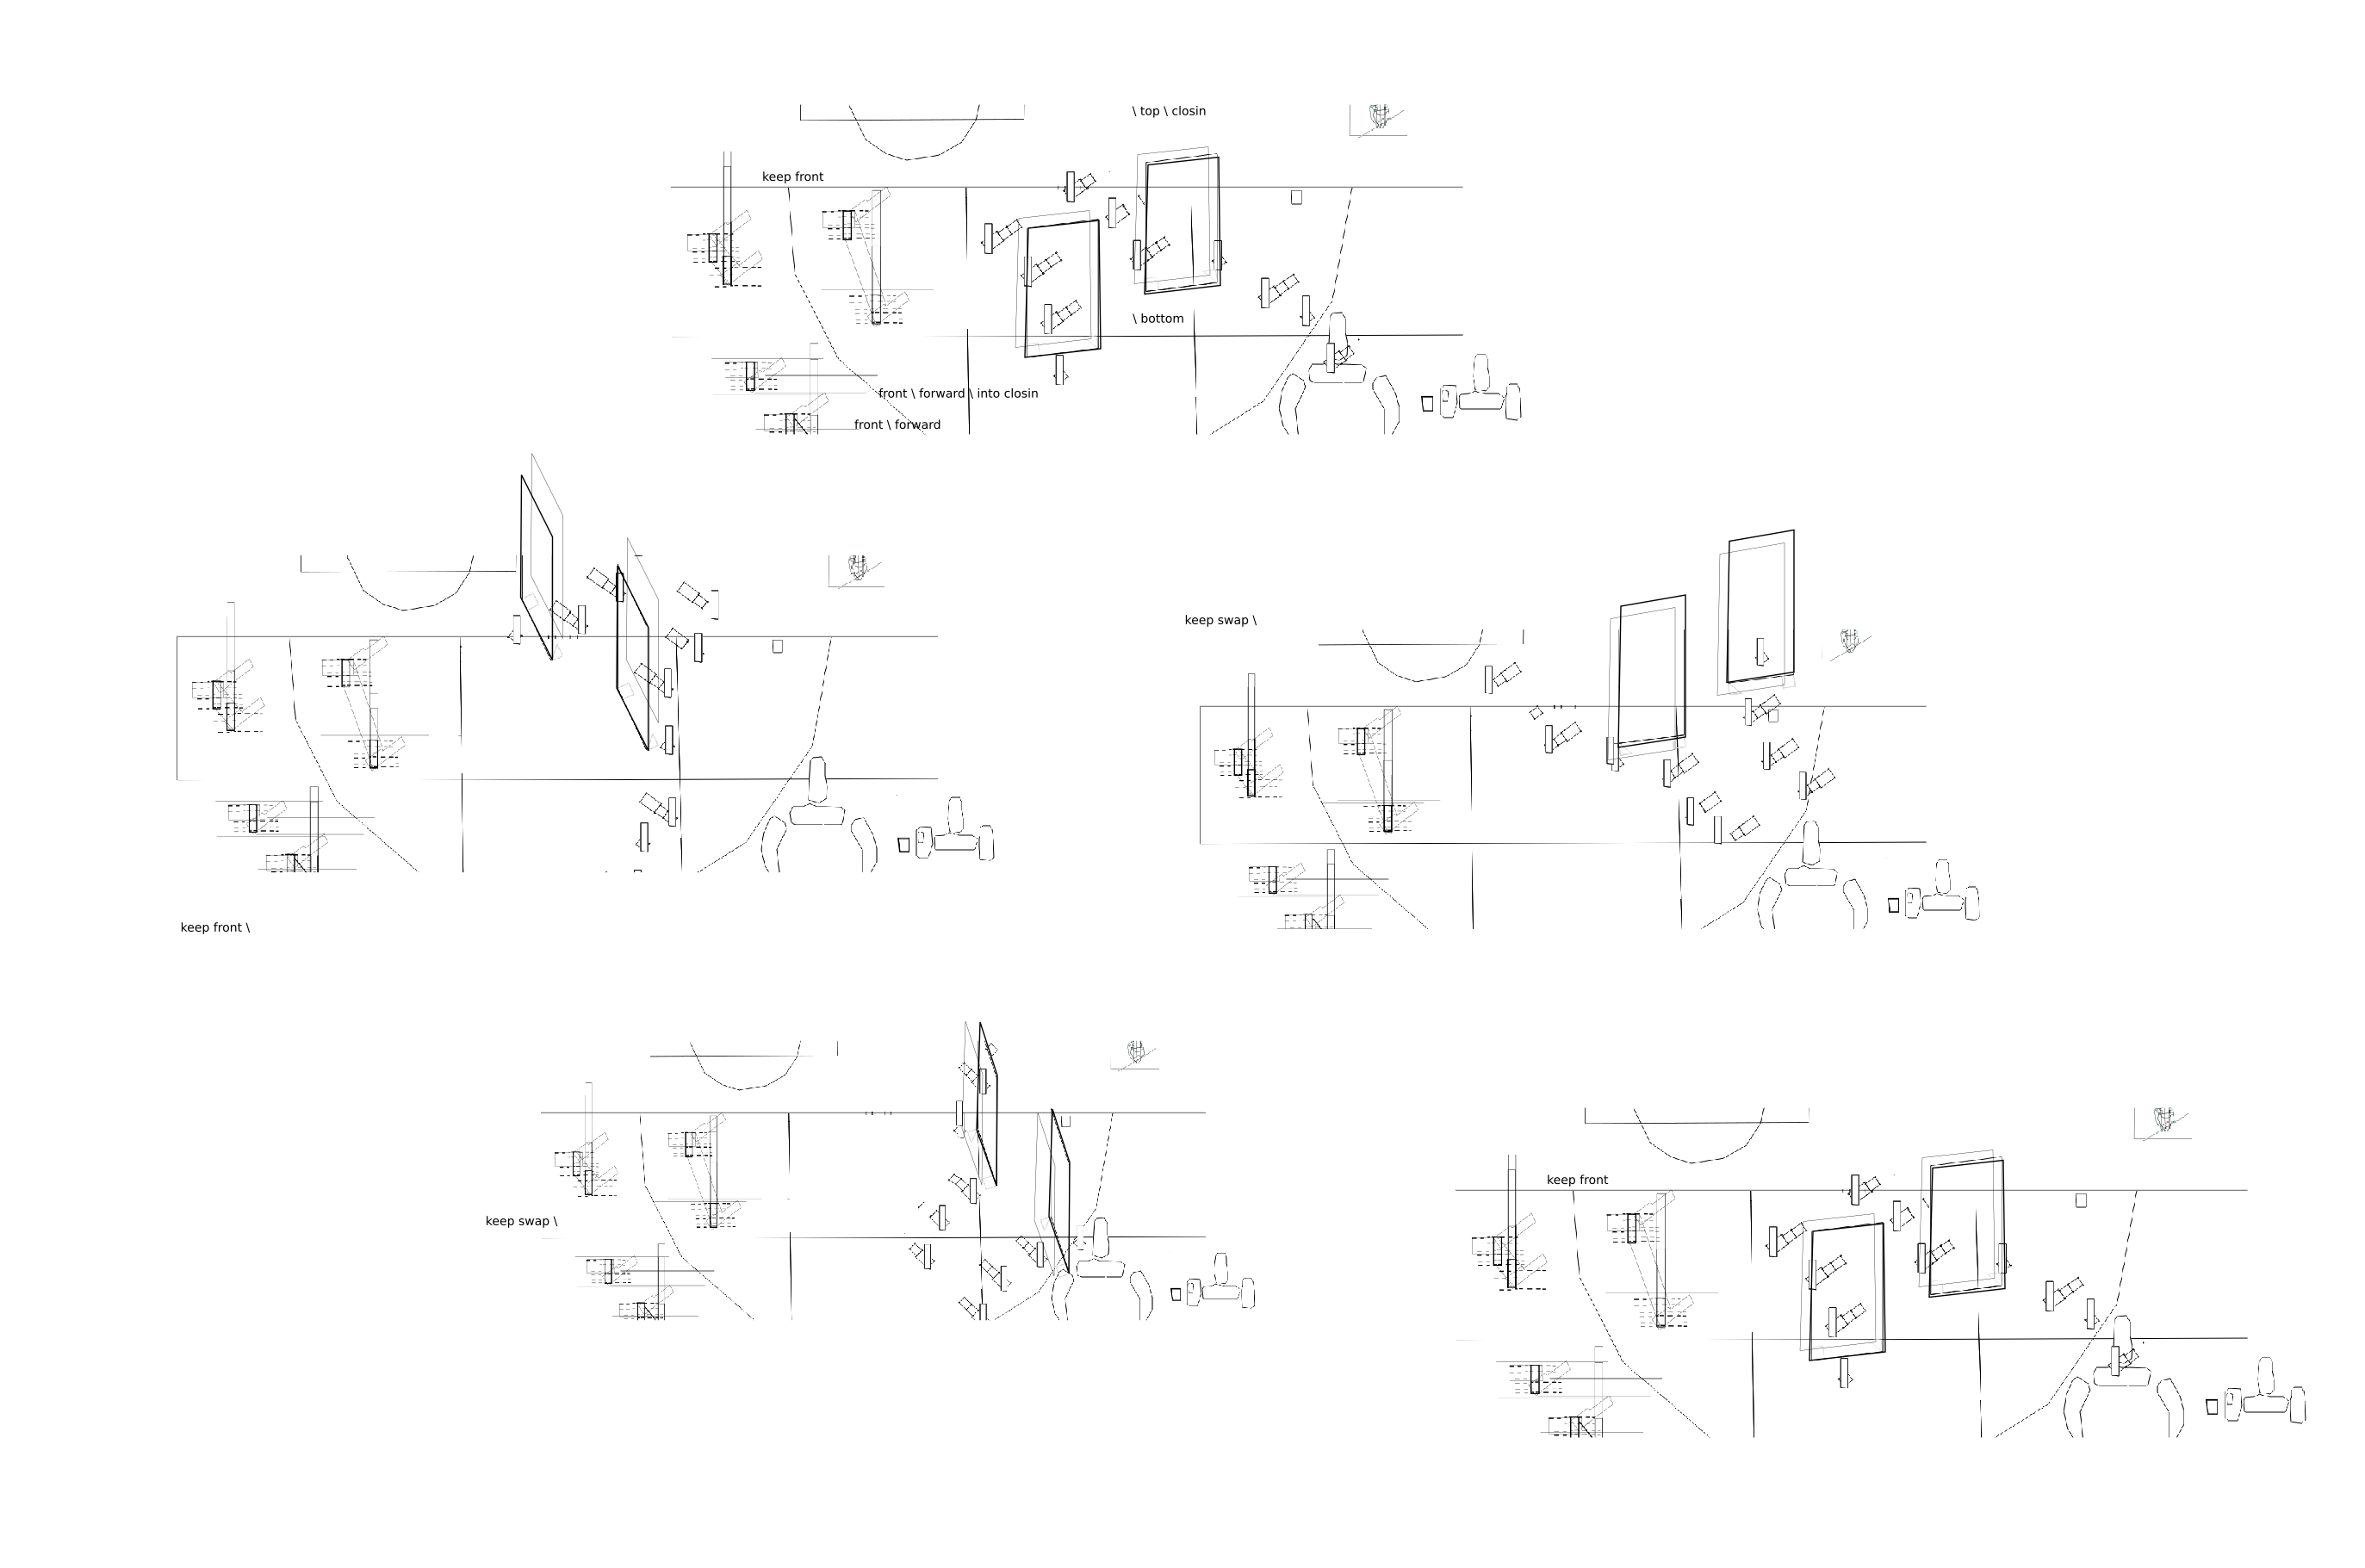 \ top \ closin
keep front
\ bottom
front \ forward \ into closin
front \ forward
keep swap \
keep front \
keep front
keep swap \